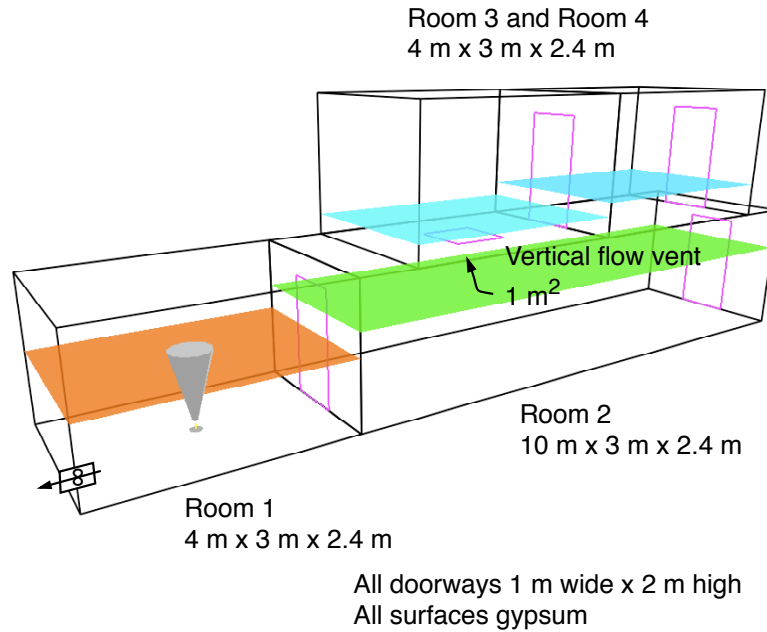 Room 3 and Room 4
4 m x 3 m x 2.4 m
Vertical flow vent
1 m²
Room 2
10 m x 3 m x 2.4 m
Room 1
4 m x 3 m x 2.4 m
All doorways 1 m wide x 2 m high
All surfaces gypsum